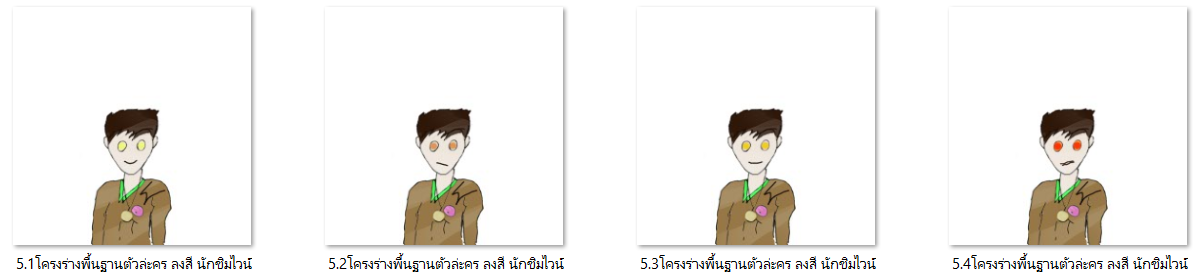 5.1โครงร่างพื้นฐานตัวละคร ลงสี นักชิมไวน์
5.2โครงร่างพื้นฐานตัวละคร ลงสี นักชิมไวน์
5.3โครงร่างพื้นฐานตัวละคร ลงสี นักชิมไวน์
5.4โครงร่างพื้นฐานตัวละคร ลงสี นักชิมไวน์